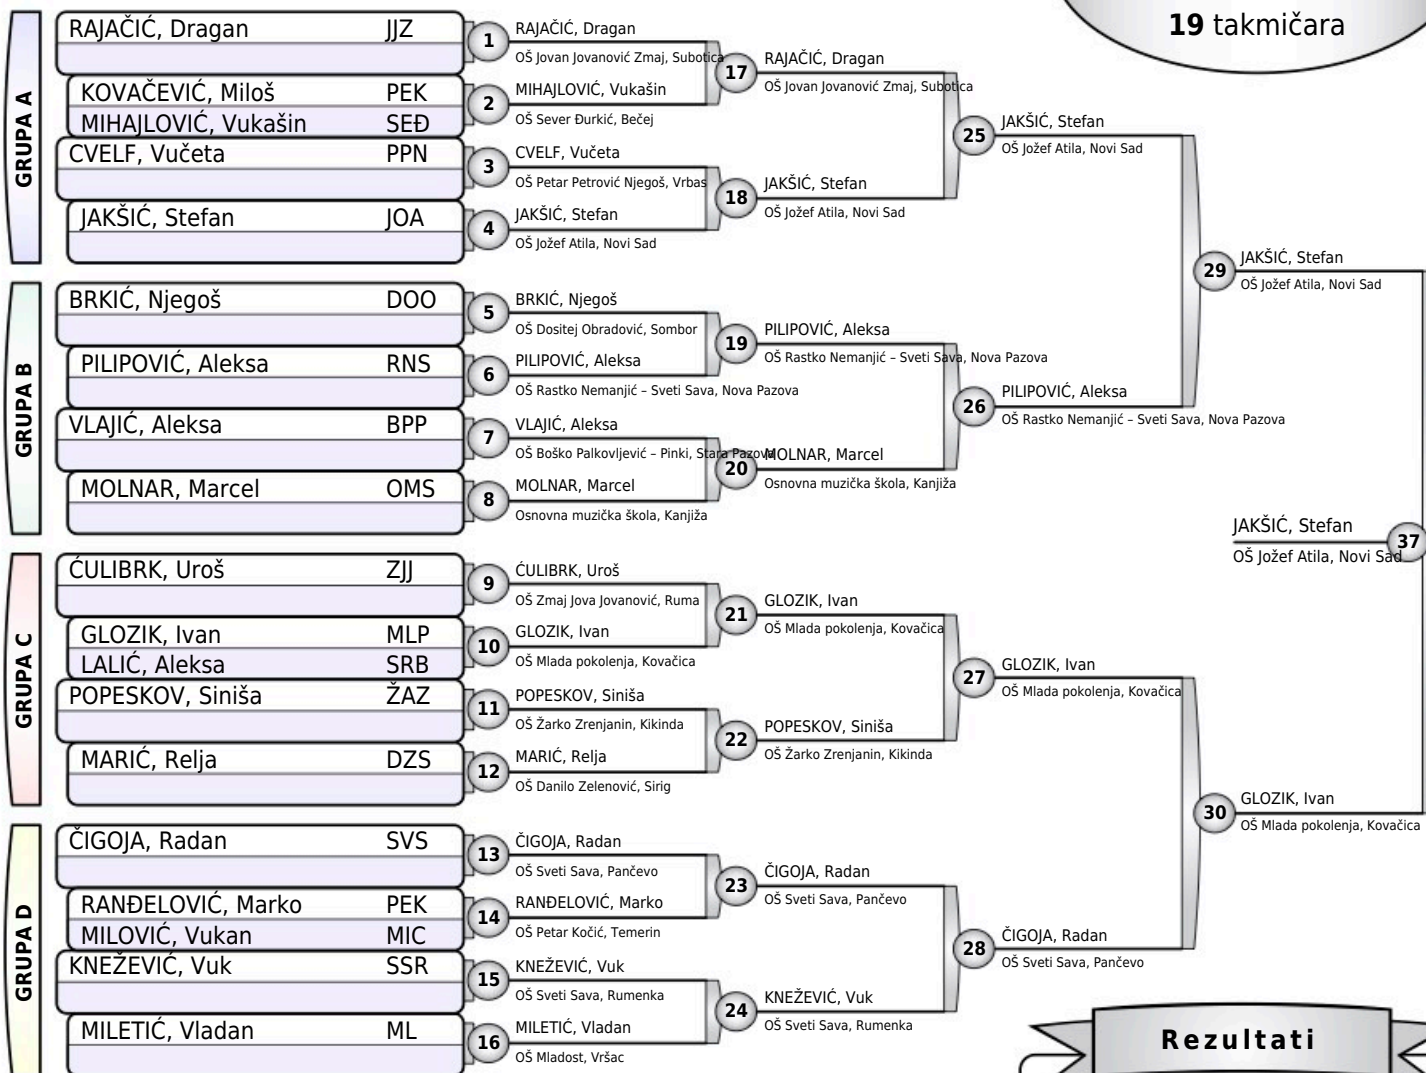 19 takmičara
GRUPA A
RAJAČIĆ, Dragan JJZ
KOVAČEVIĆ, Miloš PEK
MIHAJLOVIĆ, Vukašin SEĐ
CVELF, Vučeta PPN
JAKŠIĆ, Stefan JOA
1
RAJAČIĆ, Dragan
OŠ Jovan Jovanović Zmaj, Subotica
2
MIHAJLOVIĆ, Vukašin
OŠ Sever Đurkić, Bečej
3
CVELF, Vučeta
OŠ Petar Petrović Njegoš, Vrbas
4
JAKŠIĆ, Stefan
OŠ Jožef Atila, Novi Sad
17
RAJAČIĆ, Dragan
OŠ Jovan Jovanović Zmaj, Subotica
18
JAKŠIĆ, Stefan
OŠ Jožef Atila, Novi Sad
25
JAKŠIĆ, Stefan
OŠ Jožef Atila, Novi Sad
GRUPA B
BRKIĆ, Njegoš DOO
PILIPOVIĆ, Aleksa RNS
VLAJIĆ, Aleksa BPP
MOLNAR, Marcel OMS
5
BRKIĆ, Njegoš
OŠ Dositej Obradović, Sombor
6
PILIPOVIĆ, Aleksa
OŠ Rastko Nemanjić – Sveti Sava, Nova Pazova
7
VLAJIĆ, Aleksa
OŠ Boško Palkovljević – Pinki, Stara Pazova
8
MOLNAR, Marcel
Osnovna muzička škola, Kanjiža
19
PILIPOVIĆ, Aleksa
OŠ Rastko Nemanjić – Sveti Sava, Nova Pazova
20
MOLNAR, Marcel
Osnovna muzička škola, Kanjiža
26
PILIPOVIĆ, Aleksa
OŠ Rastko Nemanjić – Sveti Sava, Nova Pazova
29
JAKŠIĆ, Stefan
OŠ Jožef Atila, Novi Sad
JAKŠIĆ, Stefan
37
OŠ Jožef Atila, Novi Sad
GRUPA C
ĆULIBRK, Uroš ZJJ
GLOZIK, Ivan MLP
LALIĆ, Aleksa SRB
POPESKOV, Siniša ŽAZ
MARIĆ, Relja DZS
9
ĆULIBRK, Uroš
OŠ Zmaj Jova Jovanović, Ruma
10
GLOZIK, Ivan
OŠ Mlada pokolenja, Kovačica
11
POPESKOV, Siniša
OŠ Žarko Zrenjanin, Kikinda
12
MARIĆ, Relja
OŠ Danilo Zelenović, Sirig
21
GLOZIK, Ivan
OŠ Mlada pokolenja, Kovačica
22
POPESKOV, Siniša
OŠ Žarko Zrenjanin, Kikinda
27
GLOZIK, Ivan
OŠ Mlada pokolenja, Kovačica
30
GLOZIK, Ivan
OŠ Mlada pokolenja, Kovačica
GRUPA D
ČIGOJA, Radan SVS
RANĐELOVIĆ, Marko PEK
MILOVIĆ, Vukan MIC
KNEŽEVIĆ, Vuk SSR
MILETIĆ, Vladan ML
13
ČIGOJA, Radan
OŠ Sveti Sava, Pančevo
14
RANĐELOVIĆ, Marko
OŠ Petar Kočić, Temerin
15
KNEŽEVIĆ, Vuk
OŠ Sveti Sava, Rumenka
16
MILETIĆ, Vladan
OŠ Mladost, Vršac
23
ČIGOJA, Radan
OŠ Sveti Sava, Pančevo
24
KNEŽEVIĆ, Vuk
OŠ Sveti Sava, Rumenka
28
ČIGOJA, Radan
OŠ Sveti Sava, Pančevo
Rezultati